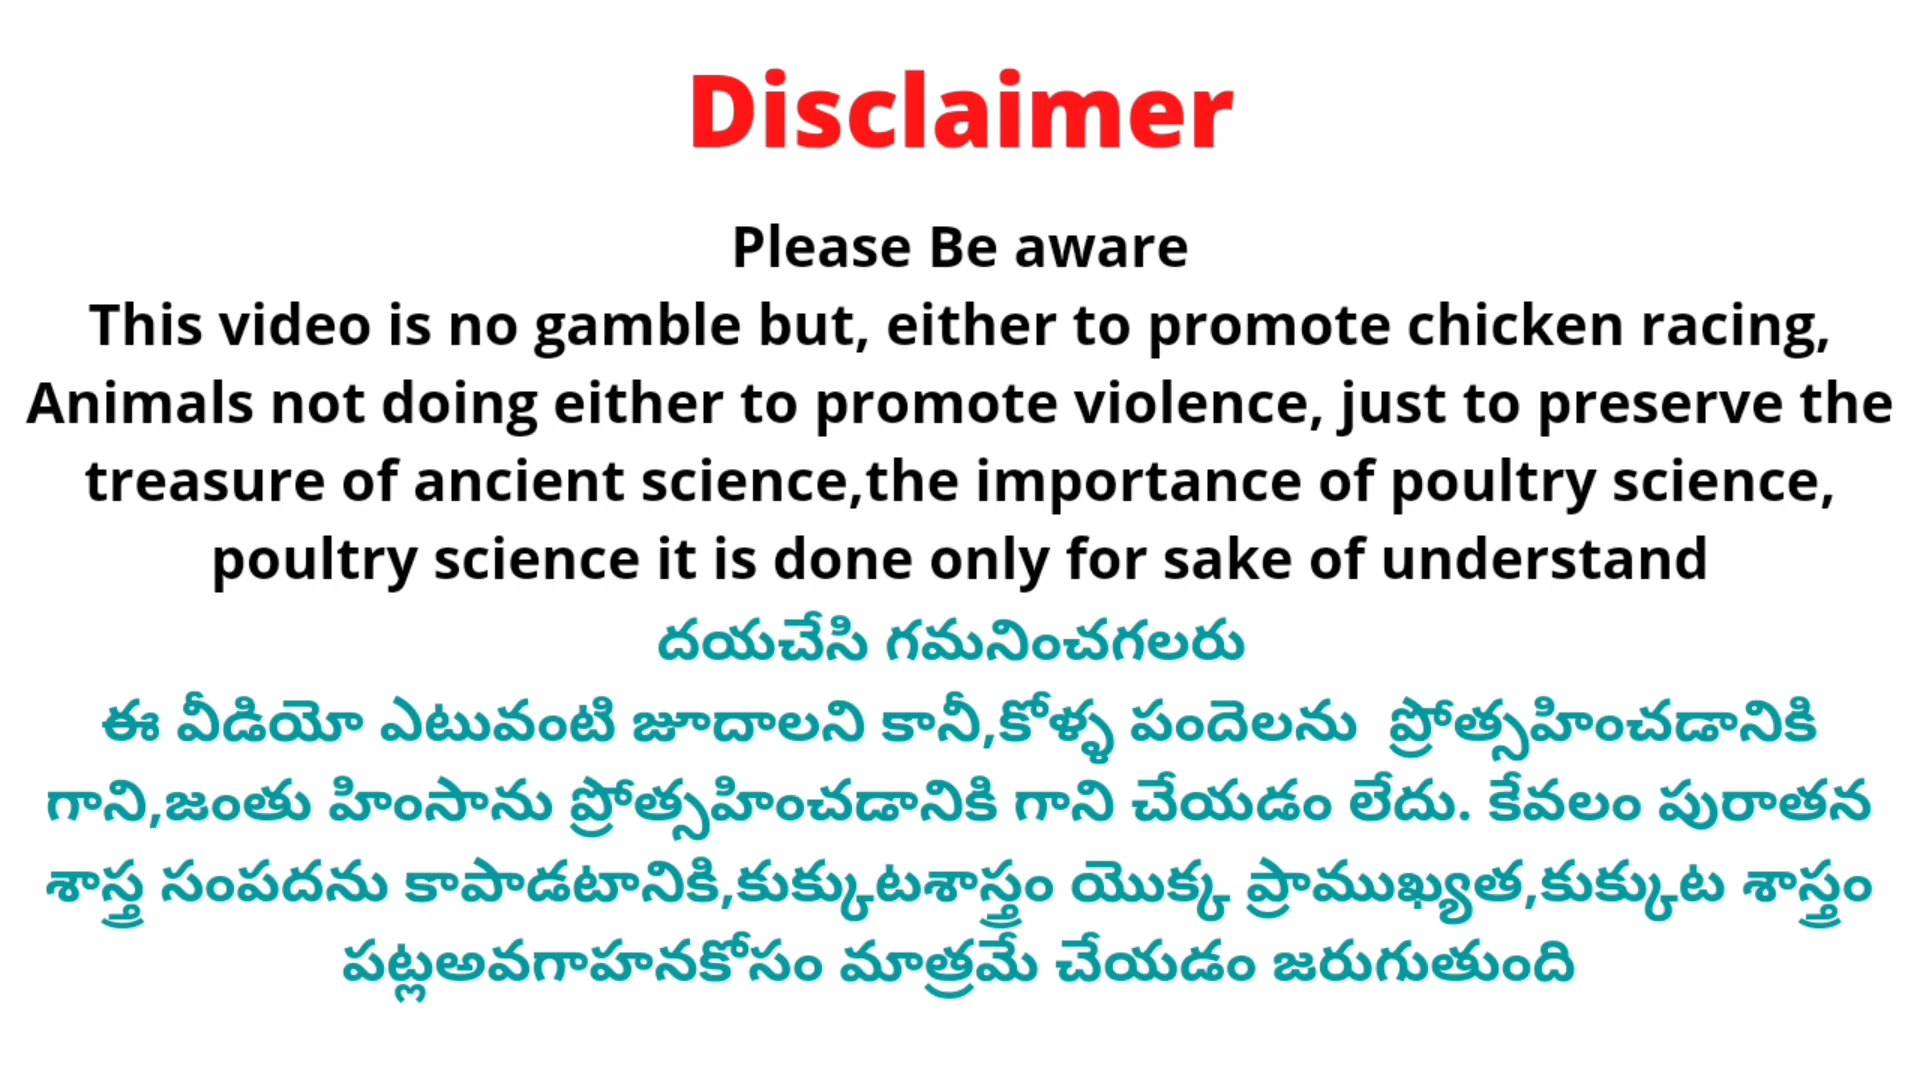 Disclaimer
Please Be aware
This video is no gamble but, either to promote chicken racing,
Animals not doing either to promote violence, just to preserve the
treasure of ancient science,the importance of poultry science,
poultry science it is done only for sake of understand
దయచేసి గమనించగలరు
ఈ వీడియో ఎటువంటి జూదాలని కానీ,కోళ్ళ పందెలను ప్రోత్సహించడానికి
గాని,జంతు హింసాను ప్రోత్సహించడానికి గాని చేయడం లేదు. కేవలం పురాతన
శాస్త్ర సంపదను కాపాడటానికి,కుక్కుటశాస్త్రం యొక్క ప్రాముఖ్యత,కుక్కుట శాస్త్రం
పట్లఅవగాహనకోసం మాత్రమే చేయడం జరుగుతుంది